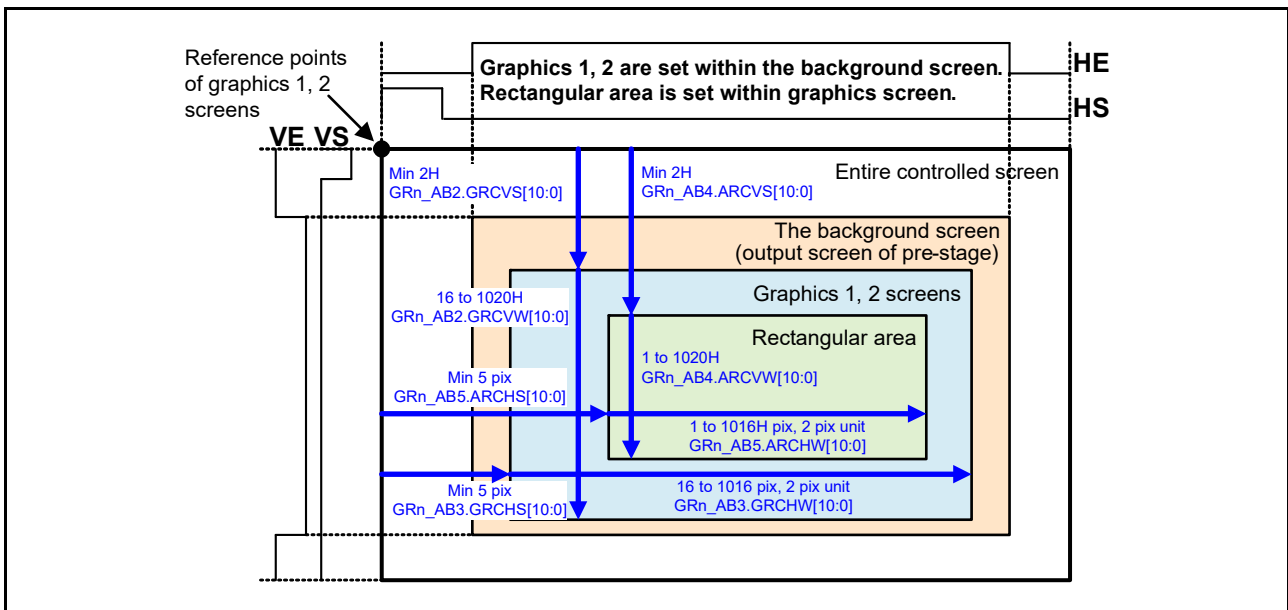 Reference points
of graphics 1, 2
screens
Graphics 1, 2 are set within the background screen.
Rectangular area is set within graphics screen.
HE
HS
VE VS
Min 2H
GRn_AB2.GRCVS[10:0]
Min 2H
GRn_AB4.ARCVS[10:0]
Entire controlled screen
The background screen
(output screen of pre-stage)
16 to 1020H
GRn_AB2.GRCVW[10:0]
Graphics 1, 2 screens
Rectangular area
1 to 1020H
GRn_AB4.ARCVW[10:0]
Min 5 pix
GRn_AB5.ARCHS[10:0]
1 to 1016H pix, 2 pix unit
GRn_AB5.ARCHW[10:0]
Min 5 pix
GRn_AB3.GRCHS[10:0]
16 to 1016 pix, 2 pix unit
GRn_AB3.GRCHW[10:0]